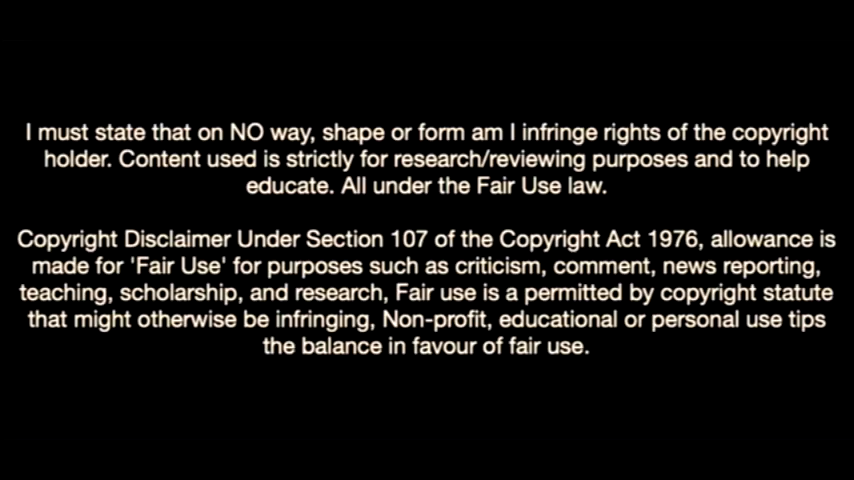 I must state that on NO way, shape or form am I infringe rights of the copyright
holder. Content used is strictly for research/reviewing purposes and to help
educate. All under the Fair Use law.
Copyright Disclaimer Under Section 107 of the Copyright Act 1976, allowance is
made for 'Fair Use' for purposes such as criticism, comment, news reporting,
teaching, scholarship, and research, Fair use is a permitted by copyright statute
that might otherwise be infringing, Non-profit, educational or personal use tips
the balance in favour of fair use.